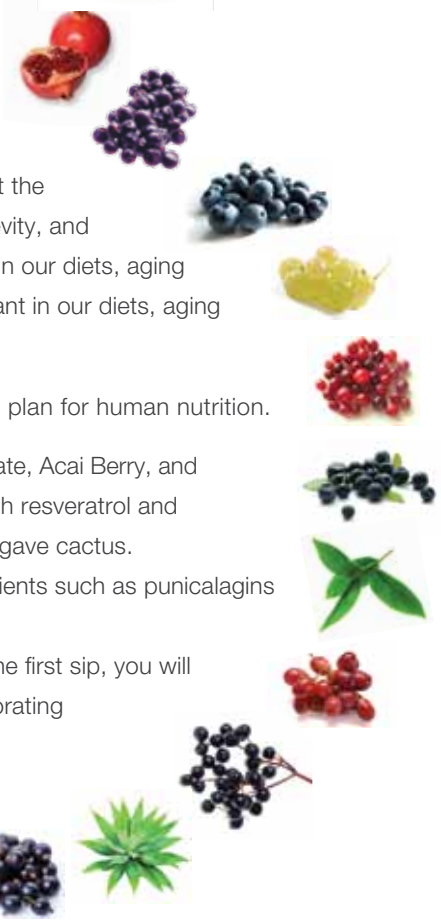 t the
vity, and
n our diets, aging
ant in our diets, aging
plan for human nutrition.
ate, Acai Berry, and
h resveratrol and
gave cactus.
ients such as punicalagins
ne first sip, you will
orating